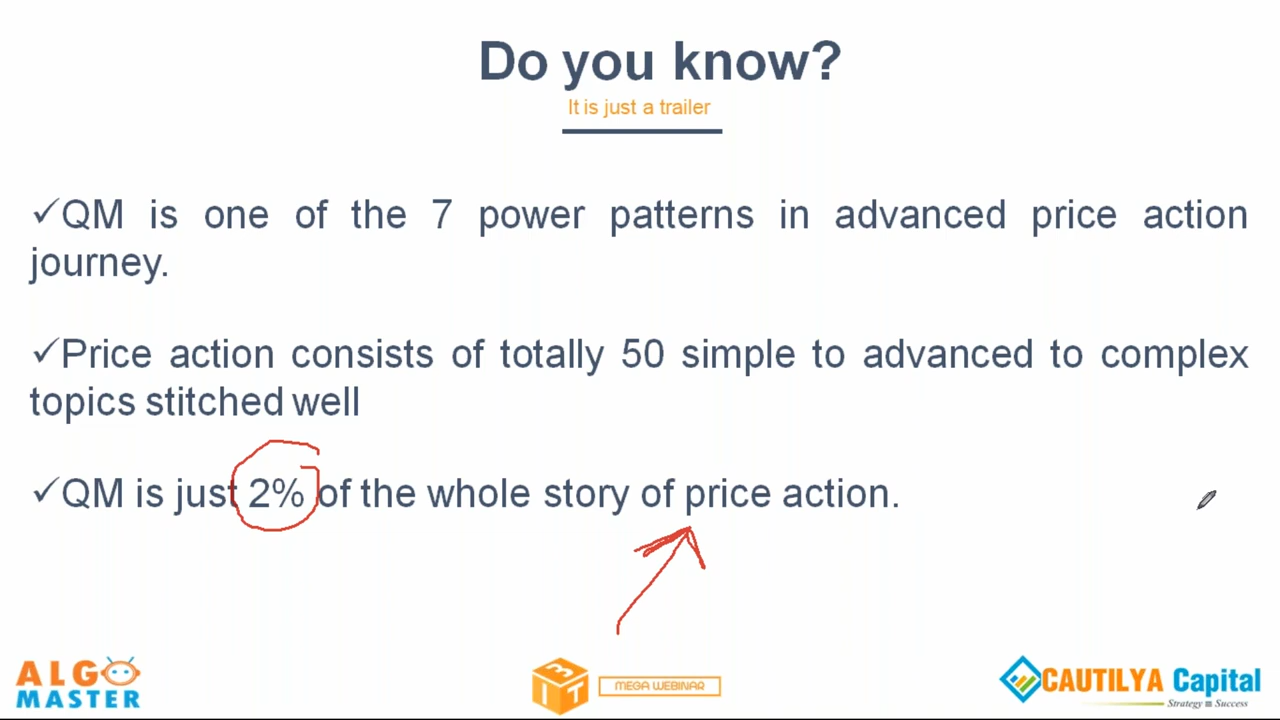 Do you know?
It is just a trailer
✓QM is one of the 7 power patterns in advanced price action
journey.
✓Price action consists of totally 50 simple to advanced to complex
topics stitched well
✓QM is just 2% of the whole story of price action.
ALGO
MASTER
3IT
MEGA WEBINAR
CAUTILYA Capital
Strategy = Success